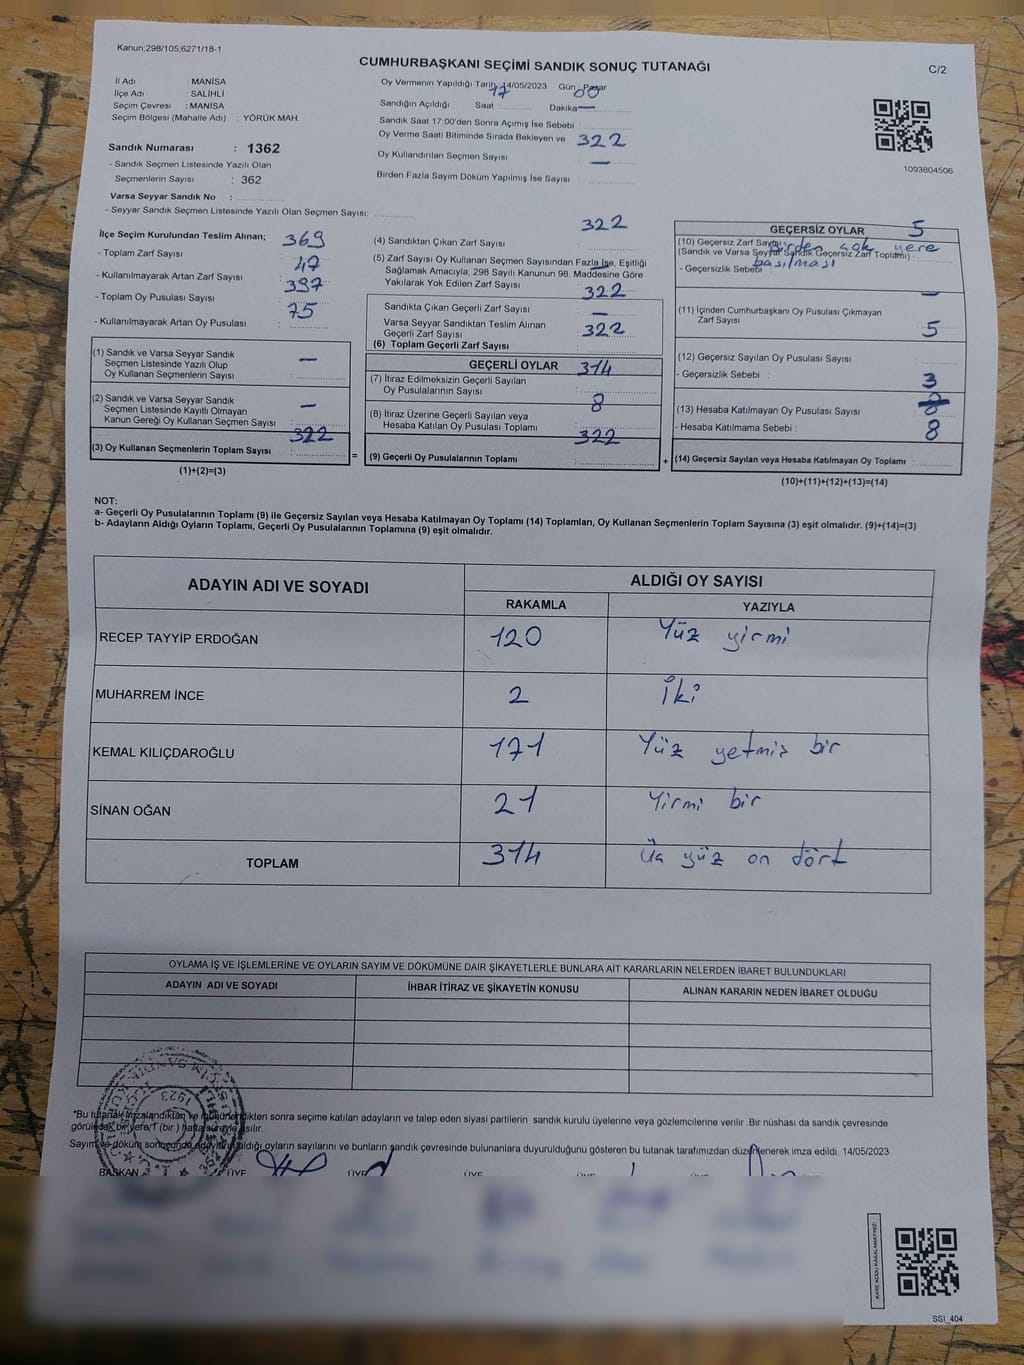 Kanun;298/105;6271/18-1
CUMHURBAŞKANI SEÇİMİ SANDIK SONUÇ TUTANAĞI
C/2
İl Adı : MANİSA
İlçe Adı : SALİHLİ
Seçim Çevresi : MANİSA
Seçim Bölgesi (Mahalle Adı) : YÖRÜK MAH.
Sandık Numarası : 1362
- Sandık Seçmen Listesinde Yazılı Olan
Seçmenlerin Sayısı : 362
Varsa Seyyar Sandık No :
- Seyyar Sandık Seçmen Listesinde Yazılı Olan Seçmen Sayısı:
Oy Vermenin Yapıldığı Tarih 14/05/2023 Gün Pazar
Sandığın Açıldığı Saat : 17 Dakika 00
Sandık Saat 17:00'den Sonra Açımış İse Sebebi : —
Oy Verme Saati Bitiminde Sırada Bekleyen ve
Oy Kullandırılan Seçmen Sayısı : 322
Birden Fazla Sayım Döküm Yapılmış İse Sayısı : —
1093804506
İlçe Seçim Kurulundan Teslim Alınan;
- Toplam Zarf Sayısı : 369
- Kullanılmayarak Artan Zarf Sayısı : 47
- Toplam Oy Pusulası Sayısı : 397
- Kullanılmayarak Artan Oy Pusulası : 75
(1) Sandık ve Varsa Seyyar Sandık
Seçmen Listesinde Yazılı Olup
Oy Kullanan Seçmenlerin Sayısı : —
(2) Sandık ve Varsa Seyyar Sandık
Seçmen Listesinde Kayıtlı Olmayan
Kanun Gereği Oy Kullanan Seçmen Sayısı : —
(3) Oy Kullanan Seçmenlerin Toplam Sayısı : 322
(1)+(2)=(3)
(4) Sandıktan Çıkan Zarf Sayısı : 322
(5) Zarf Sayısı Oy Kullanan Seçmen Sayısından Fazla İse, Eşitliği
Sağlamak Amacıyla, 298 Sayılı Kanunun 98. Maddesine Göre
Yakılarak Yok Edilen Zarf Sayısı : —
Sandıkta Çıkan Geçerli Zarf Sayısı : 322
Varsa Seyyar Sandıktan Teslim Alınan
Geçerli Zarf Sayısı : —
(6) Toplam Geçerli Zarf Sayısı : 322
GEÇERLİ OYLAR
(7) İtiraz Edilmeksizin Geçerli Sayılan
Oy Pusulalarının Sayısı : 314
(8) İtiraz Üzerine Geçerli Sayılan veya
Hesaba Katılan Oy Pusulası Toplamı : 8
= (9) Geçerli Oy Pusulalarının Toplamı : 322
GEÇERSİZ OYLAR
(10) Geçersiz Zarf Sayısı 5
(Sandık ve Varsa Seyyar Sandık Geçersiz Zarf Toplamı) :
- Geçersizlik Sebebi Birden çok yere
basılması
(11) İçinden Cumhurbaşkanı Oy Pusulası Çıkmayan
Zarf Sayısı —
(12) Geçersiz Sayılan Oy Pusulası Sayısı 5
- Geçersizlik Sebebi :
(13) Hesaba Katılmayan Oy Pusulası Sayısı 3
- Hesaba Katılmama Sebebi :
+ (14) Geçersiz Sayılan veya Hesaba Katılmayan Oy Toplamı : 8
(10)+(11)+(12)+(13)=(14)
NOT:
a- Geçerli Oy Pusulalarının Toplamı (9) ile Geçersiz Sayılan veya Hesaba Katılmayan Oy Toplamı (14) Toplamları, Oy Kullanan Seçmenlerin Toplam Sayısına (3) eşit olmalıdır. (9)+(14)=(3)
b- Adayların Aldığı Oyların Toplamı, Geçerli Oy Pusulalarının Toplamına (9) eşit olmalıdır.
ADAYIN ADI VE SOYADI ALDIĞI OY SAYISI
RAKAMLA YAZIYLA
RECEP TAYYİP ERDOĞAN 120 Yüz yirmi
MUHARREM İNCE 2 İki
KEMAL KILIÇDAROĞLU 171 Yüz yetmiş bir
SİNAN OĞAN 21 Yirmi bir
TOPLAM 314 Üç yüz on dört
OYLAMA İŞ VE İŞLEMLERİNE VE OYLARIN SAYIM VE DÖKÜMÜNE DAİR ŞİKAYETLERLE BUNLARA AİT KARARLARIN NELERDEN İBARET BULUNDUKLARI
ADAYIN ADI VE SOYADI İHBAR İTİRAZ VE ŞİKAYETİN KONUSU ALINAN KARARIN NEDEN İBARET OLDUĞU
*Bu tutanak imzalandıktan ve mühürlendikten sonra seçime katılan adayların ve talep eden siyasi partilerin sandık kurulu üyelerine veya gözlemcilerine verilir .Bir nüshası da sandık çevresinde
görülecek bir yere 1 (bir ) hafta süreyle asılır.
Sayım ve döküm sonucunda adayların aldığı oyların sayılarını ve bunların sandık çevresinde bulunanlara duyurulduğunu gösteren bu tutanak tarafımızdan düzenlenerek imza edildi. 14/05/2023
BAŞKAN ÜYE ÜYE ÜYE
1923
KARE KODU KARALAMAYINIZ!
SSI_404